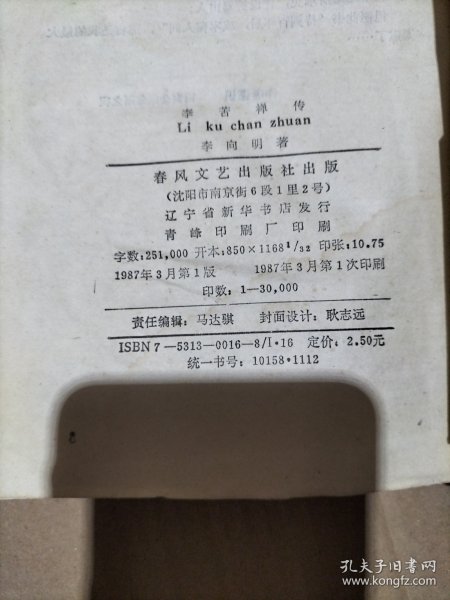 李苦禅传
Li ku chan zhuan
李向明著
春风文艺出版社出版
(沈阳市南京街6段1里2号)
辽宁省新华书店发行
青峰印刷厂印刷
字数:251,000 开本:850×1168 1/32 印张:10.75
1987年3月第1版 1987年3月第1次印刷
印数:1—30,000
责任编辑:马达骐 封面设计:耿志远
ISBN7—5313—0016—8/I·16 定价:2.50元
统一书号:10158·1112
孔夫子旧书网
www.kongfz.com